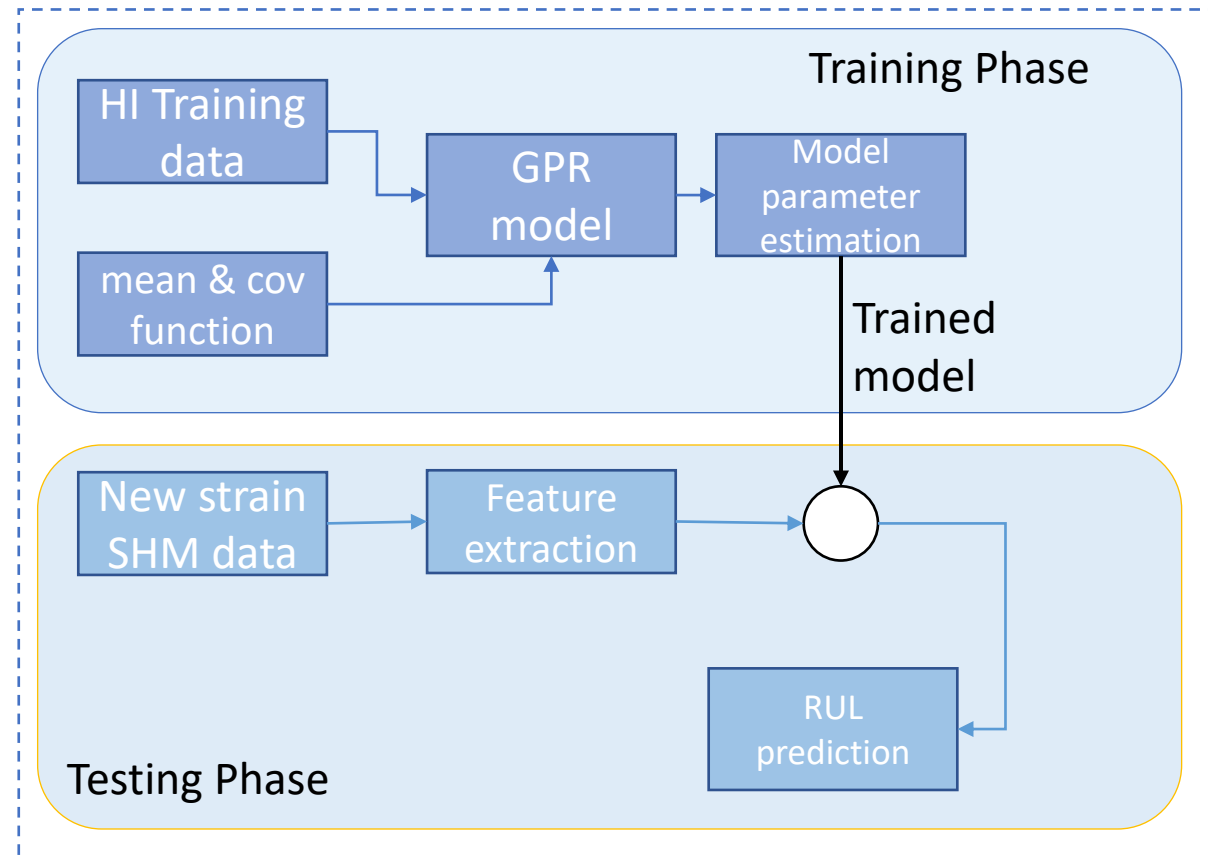 Training Phase
HI Training
data
GPR
model
Model
parameter
estimation
mean & cov
function
Trained
model
New strain
SHM data
Feature
extraction
RUL
prediction
Testing Phase